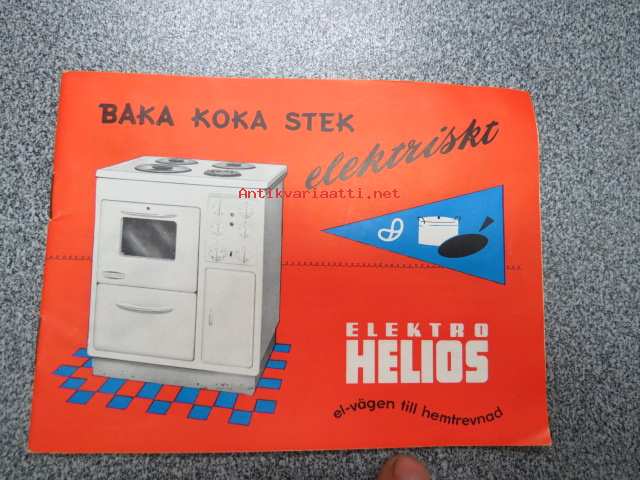 BAKA KOKA STEK
elektriskt
Antikvariaatti.net
ELEKTRO
HELIOS
el-vägen till hemtrevnad